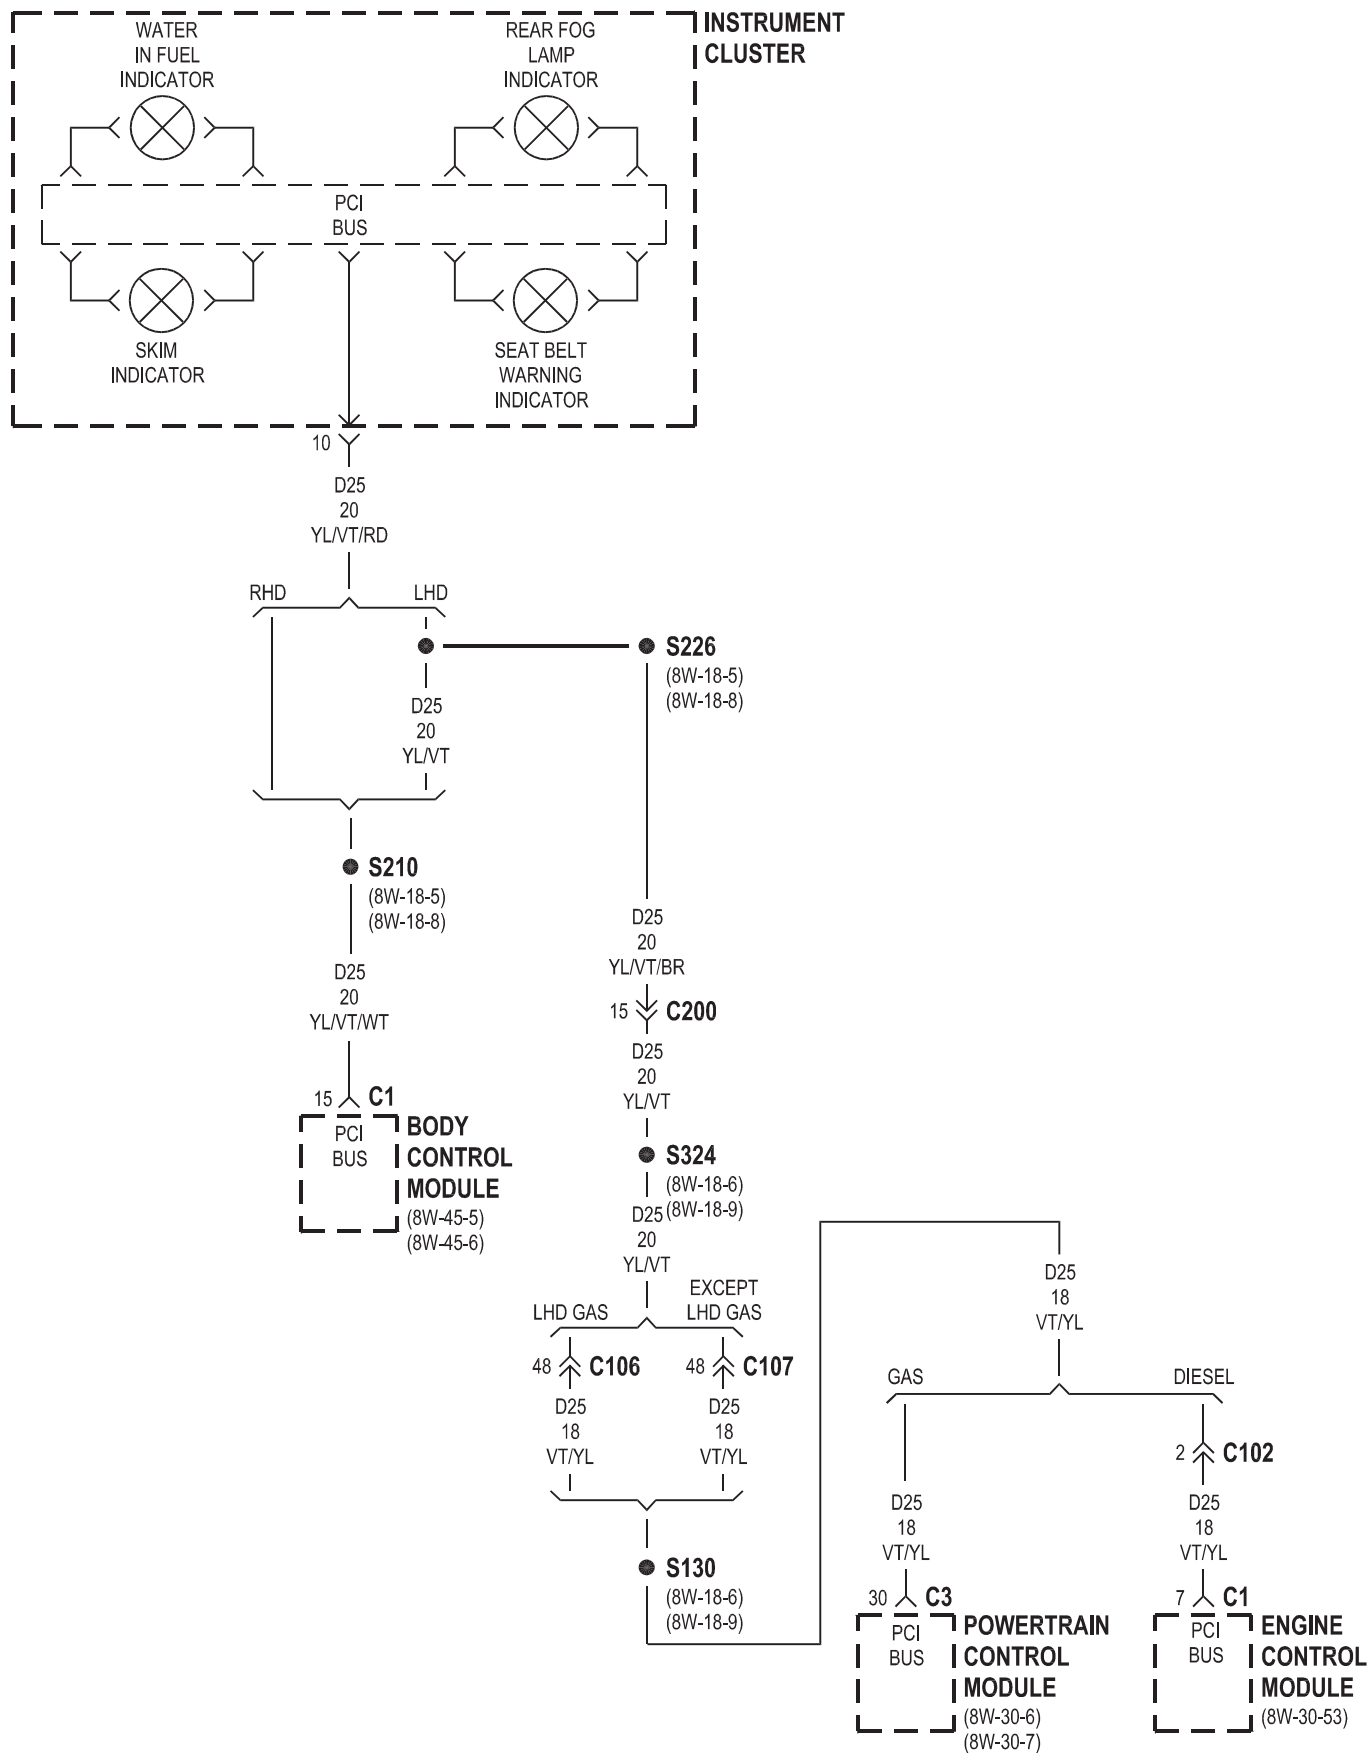 INSTRUMENT
CLUSTER
WATER
IN FUEL
INDICATOR
REAR FOG
LAMP
INDICATOR
PCI
BUS
SKIM
INDICATOR
SEAT BELT
WARNING
INDICATOR
10
D25
20
YL/VT/RD
RHD
LHD
S226
(8W-18-5)
(8W-18-8)
D25
20
YL/VT
S210
(8W-18-5)
(8W-18-8)
D25
20
YL/VT/WT
15
C1
PCI
BUS
BODY
CONTROL
MODULE
(8W-45-5)
(8W-45-6)
D25
20
YL/VT/BR
15
C200
D25
20
YL/VT
S324
(8W-18-6)
(8W-18-9)
D25
20
YL/VT
LHD GAS
EXCEPT
LHD GAS
48
C106
48
C107
D25
18
VT/YL
D25
18
VT/YL
S130
(8W-18-6)
(8W-18-9)
D25
18
VT/YL
GAS
DIESEL
2
C102
D25
18
VT/YL
D25
18
VT/YL
30
C3
PCI
BUS
POWERTRAIN
CONTROL
MODULE
(8W-30-6)
(8W-30-7)
7
C1
PCI
BUS
ENGINE
CONTROL
MODULE
(8W-30-53)